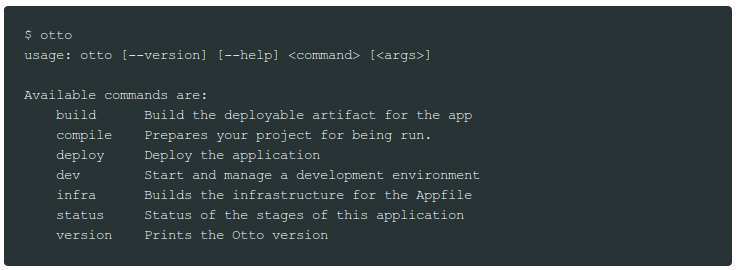 $ otto
usage: otto [--version] [--help] <command> [<args>]
Available commands are:
build Build the deployable artifact for the app
compile Prepares your project for being run.
deploy Deploy the application
dev Start and manage a development environment
infra Builds the infrastructure for the Appfile
status Status of the stages of this application
version Prints the Otto version